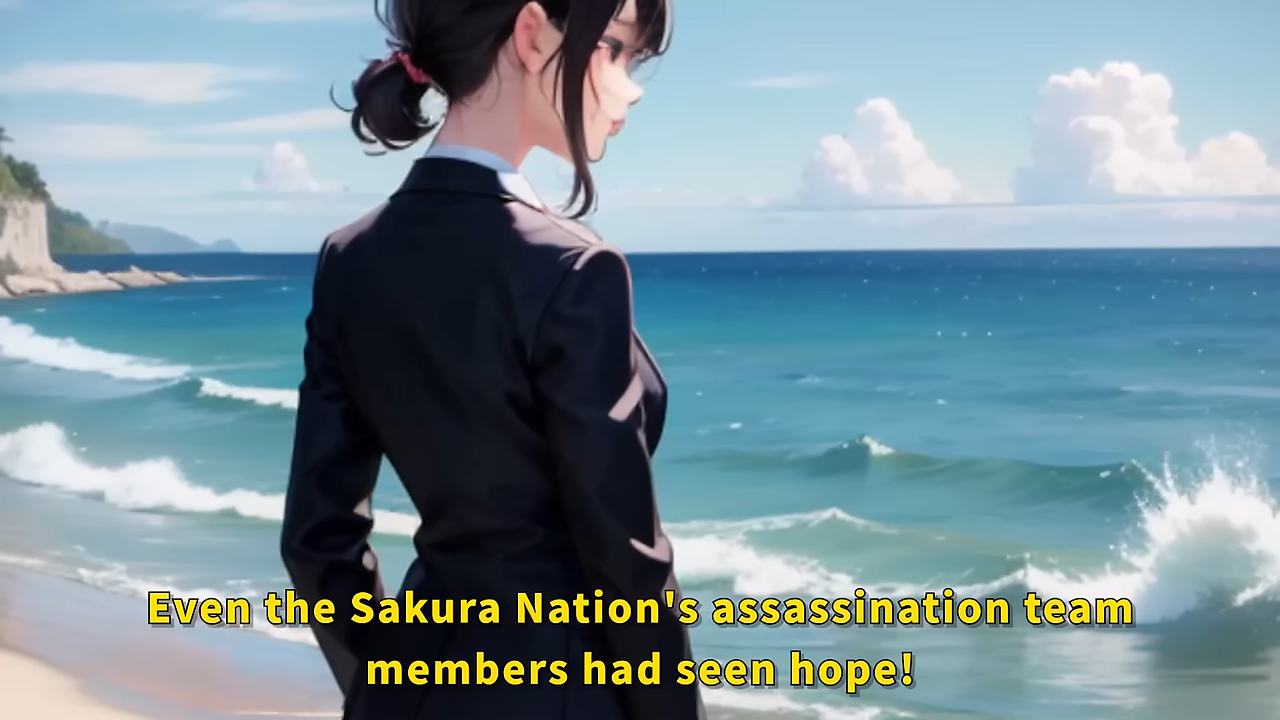 Even the Sakura Nation's assassination team
members had seen hope!